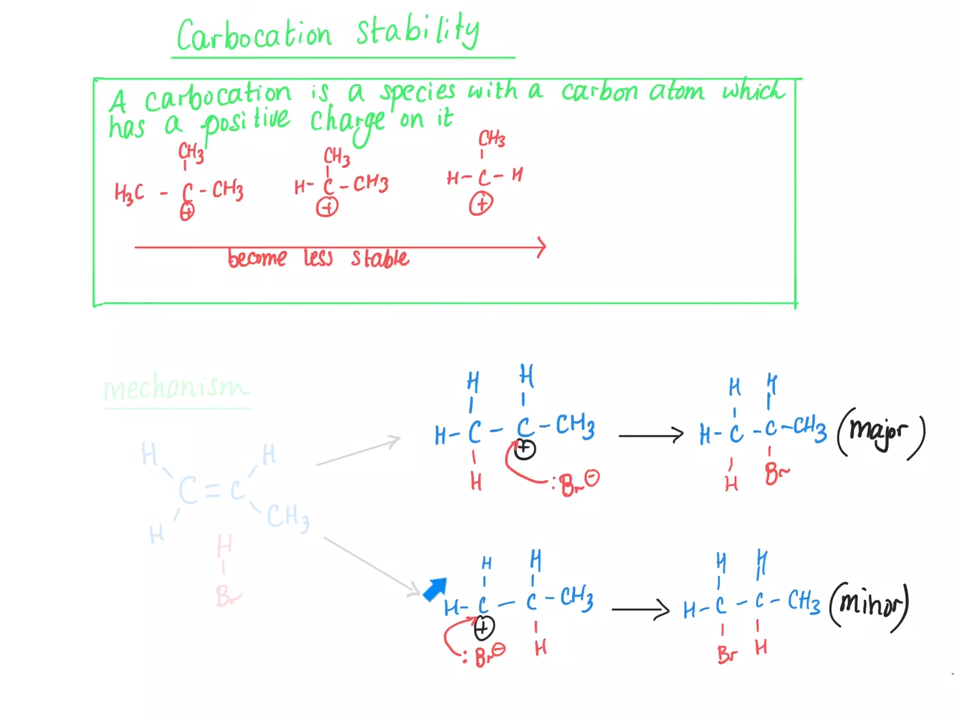 Carbocation stability
A carbocation is a species with a carbon atom which
has a positive charge on it
CH3 CH3 CH3
H3C - C - CH3 H - C - CH3 H - C - H
+ + +
become less stable
mechanism
H H H H
H - C - C - CH3 H - C - C - CH3 (major)
H + :Br⊖ H Br
H H
C = C
H CH3
H
Br
H H H H
H - C - C - CH3 H - C - C - CH3 (minor)
+ H Br H
:Br⊖